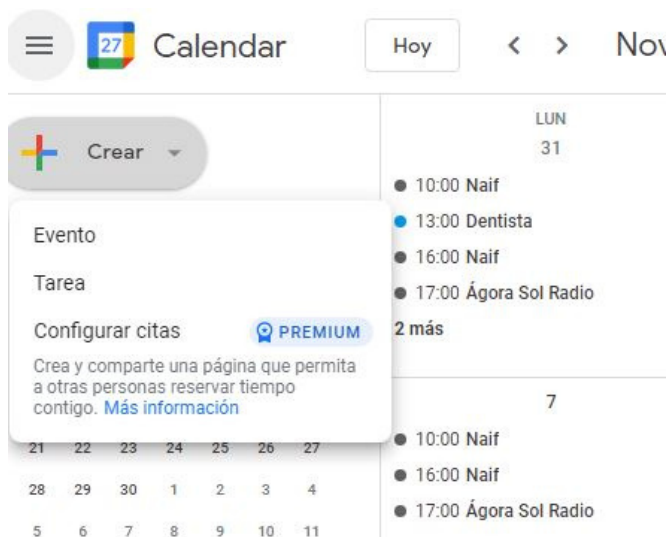 27 Calendar
Hoy
Crear
Evento
Tarea
Configurar citas PREMIUM
Crea y comparte una página que permita
a otras personas reservar tiempo
contigo. Más información
21 22 23 24 25 26 27
28 29 30 1 2 3 4
5 6 7 8 9 10 11
LUN
31
10:00 Naif
13:00 Dentista
16:00 Naif
17:00 Ágora Sol Radio
2 más
7
10:00 Naif
16:00 Naif
17:00 Ágora Sol Radio